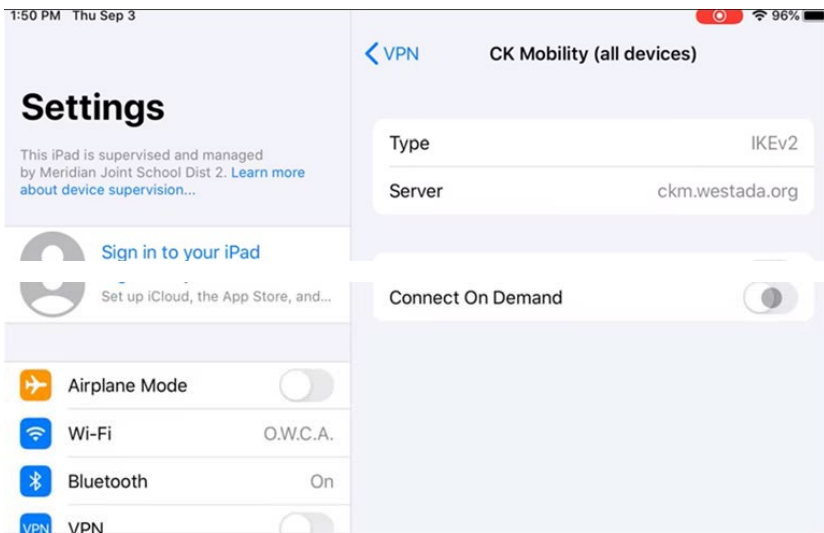 1:50 PM Thu Sep 3
96%
Settings
This iPad is supervised and managed
by Meridian Joint School Dist 2. Learn more
about device supervision...
Sign in to your iPad
Set up iCloud, the App Store, and...
Airplane Mode
Wi-Fi O.W.C.A.
Bluetooth On
VPN VPN
VPN
CK Mobility (all devices)
Type IKEv2
Server ckm.westada.org
Connect On Demand